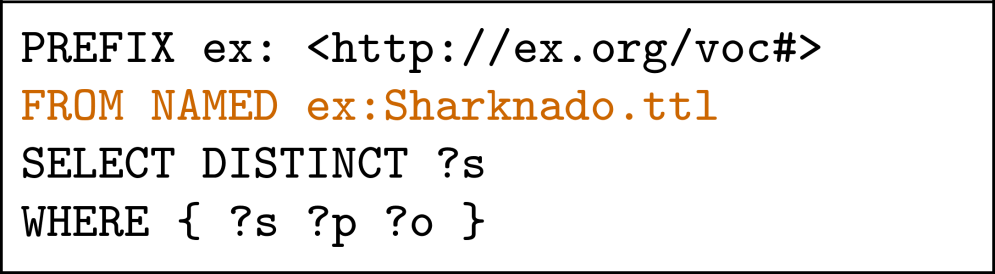 PREFIX ex: <http://ex.org/voc#>
FROM NAMED ex:Sharknado.ttl
SELECT DISTINCT ?s
WHERE { ?s ?p ?o }